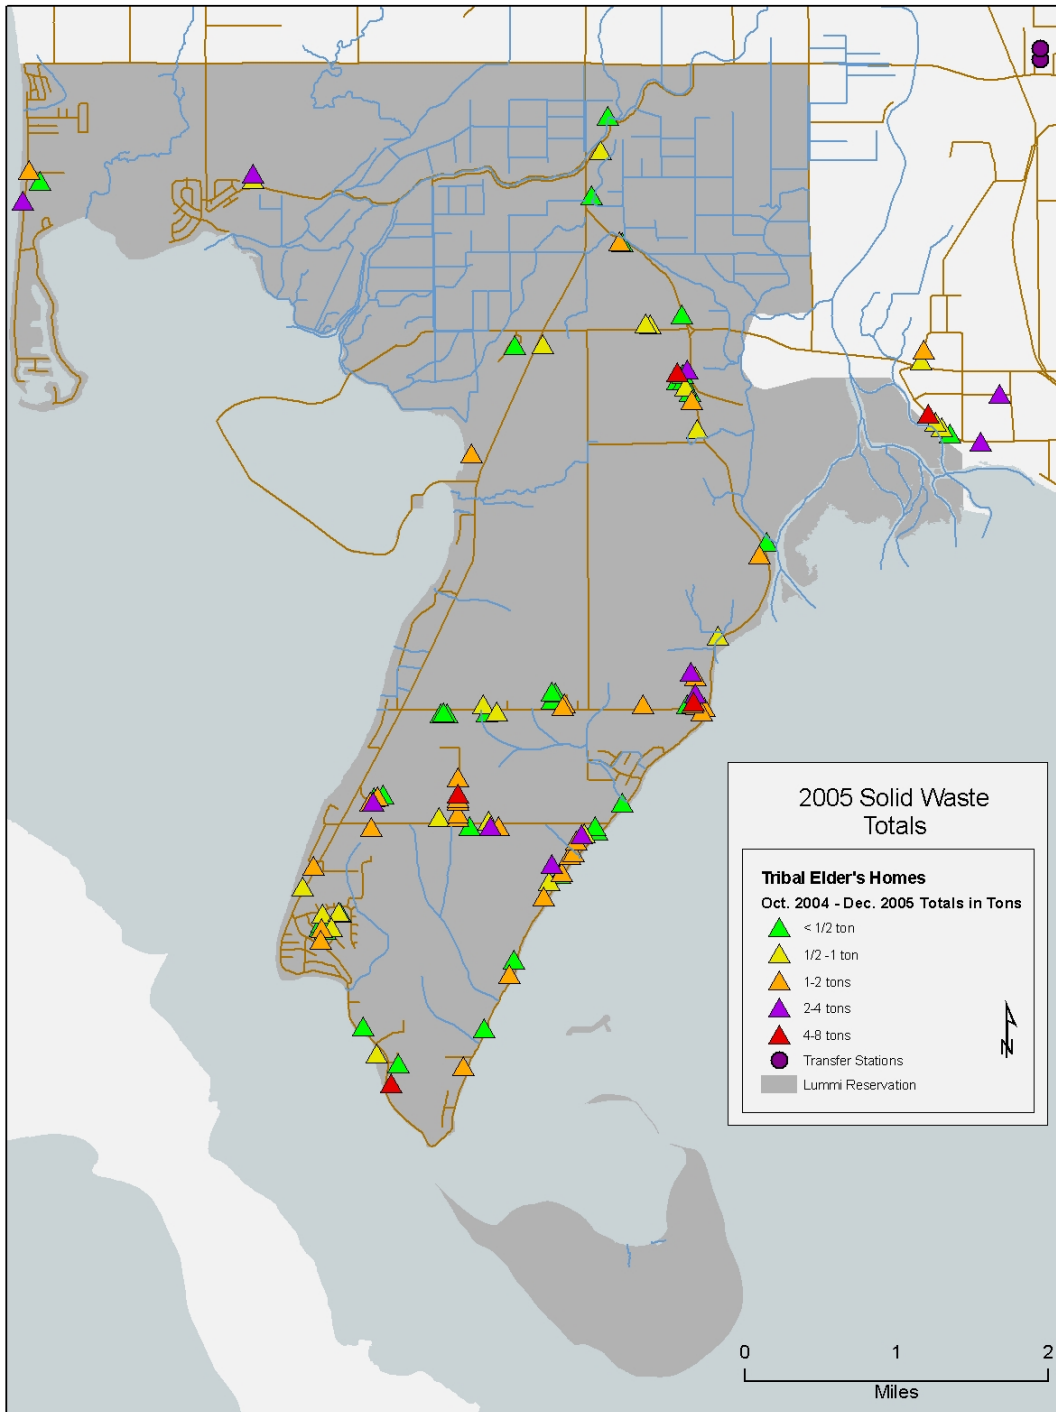 2005 Solid Waste
Totals
Tribal Elder's Homes
Oct. 2004 - Dec. 2005 Totals in Tons
< 1/2 ton
1/2 -1 ton
1-2 tons
2-4 tons
4-8 tons
Transfer Stations
Lummi Reservation
N
0 1 2
Miles